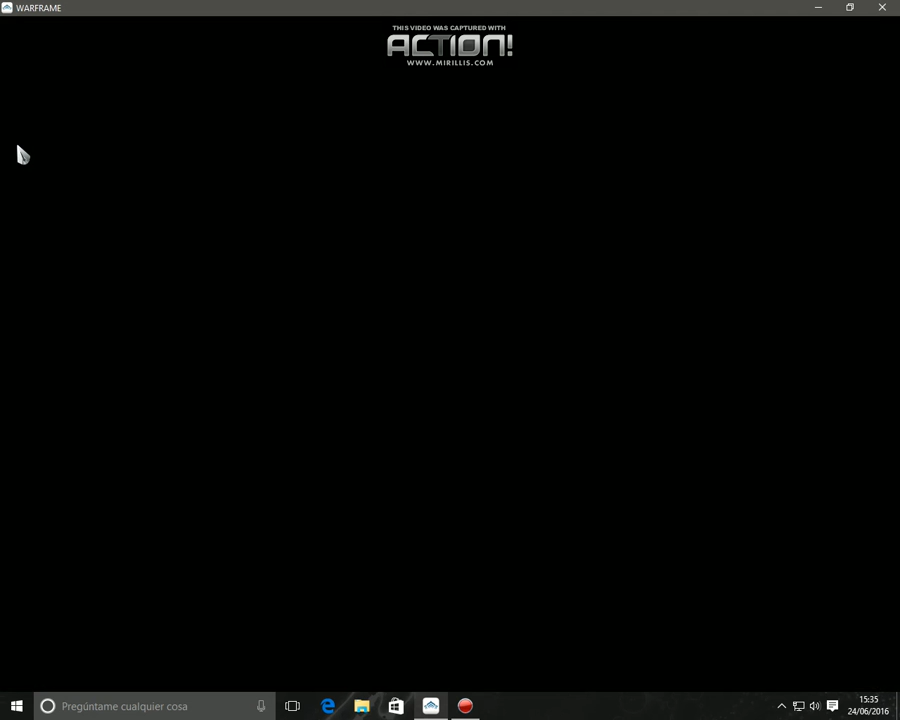 WARFRAME
THIS VIDEO WAS CAPTURED WITH
ACTION!
WWW.MIRILLIS.COM
Pregúntame cualquier cosa
15:35
24/06/2016